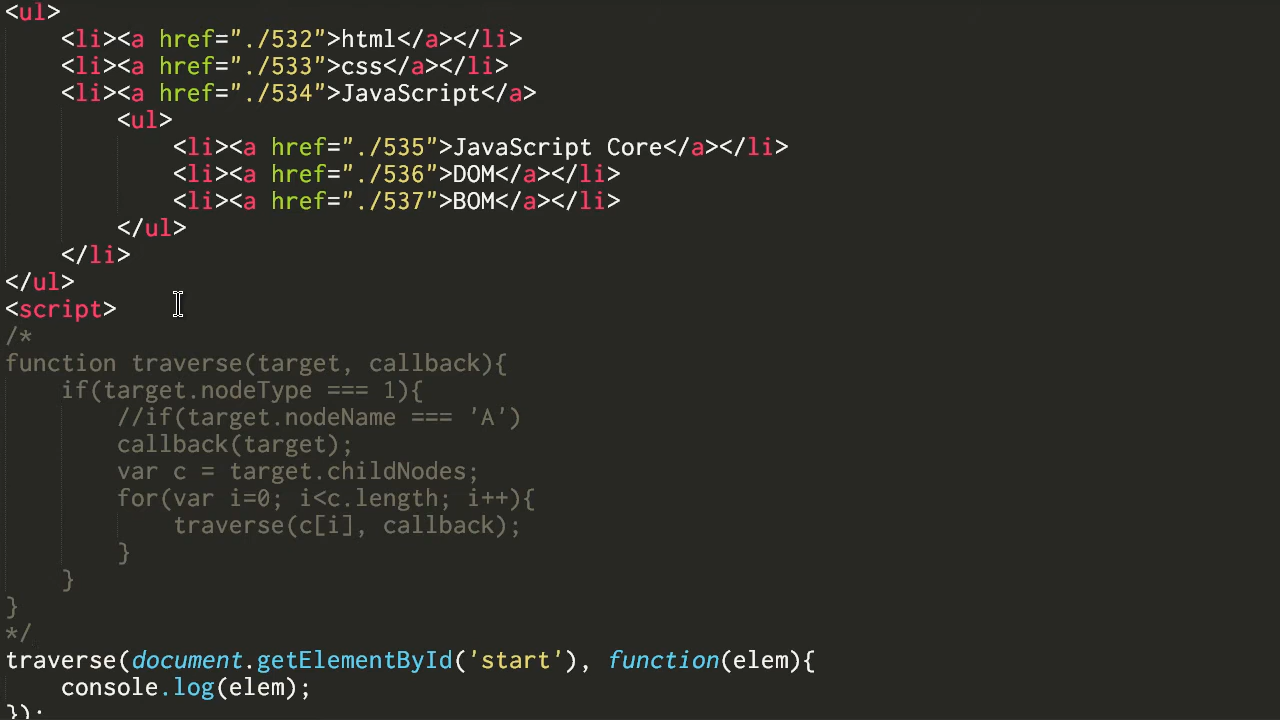 <ul>
    <li><a href="./532">html</a></li>
    <li><a href="./533">css</a></li>
    <li><a href="./534">JavaScript</a>
        <ul>
            <li><a href="./535">JavaScript Core</a></li>
            <li><a href="./536">DOM</a></li>
            <li><a href="./537">BOM</a></li>
        </ul>
    </li>
</ul>
<script>
/*
function traverse(target, callback){
    if(target.nodeType === 1){
        //if(target.nodeName === 'A')
        callback(target);
        var c = target.childNodes;
        for(var i=0; i<c.length; i++){
            traverse(c[i], callback);
        }
    }
}
*/
traverse(document.getElementById('start'), function(elem){
    console.log(elem);
});